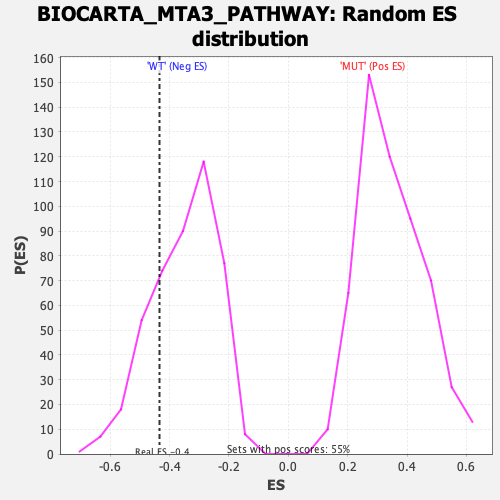 BIOCARTA_MTA3_PATHWAY: Random ES
distribution
'WT' (Neg ES)
'MUT' (Pos ES)
160
150
140
130
120
110
100
90
80
70
60
50
40
30
20
10
0
P(ES)
Real ES -0.4
Sets with pos scores: 55%
-0.6 -0.4 -0.2 0.0 0.2 0.4 0.6
ES